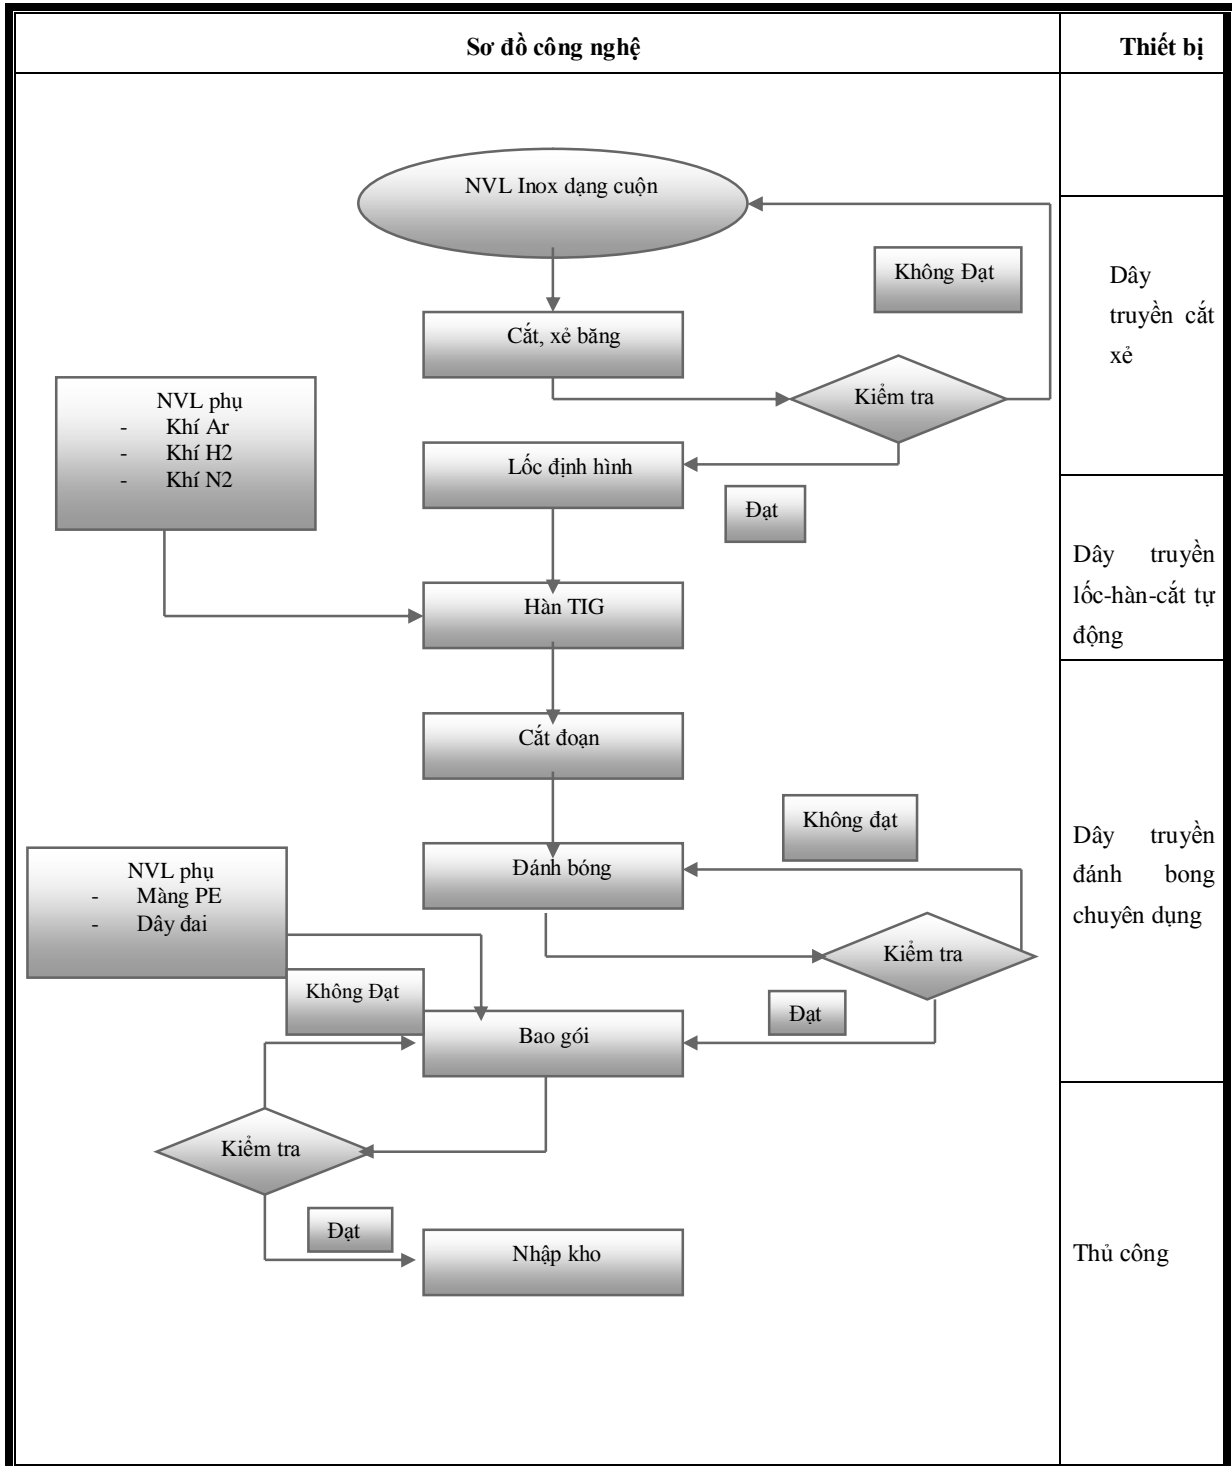 Sơ đồ công nghệ
Thiết bị
NVL Inox dạng cuộn
Không Đạt
Dây
truyền cắt
xẻ
Cắt, xẻ băng
Kiểm tra
NVL phụ
- Khí Ar
- Khí H2
- Khí N2
Lốc định hình
Đạt
Dây truyền
lốc-hàn-cắt tự
động
Hàn TIG
Cắt đoạn
Không đạt
Dây truyền
đánh bong
chuyên dụng
Đánh bóng
NVL phụ
- Màng PE
- Dây đai
Kiểm tra
Không Đạt
Đạt
Bao gói
Kiểm tra
Đạt
Nhập kho
Thủ công